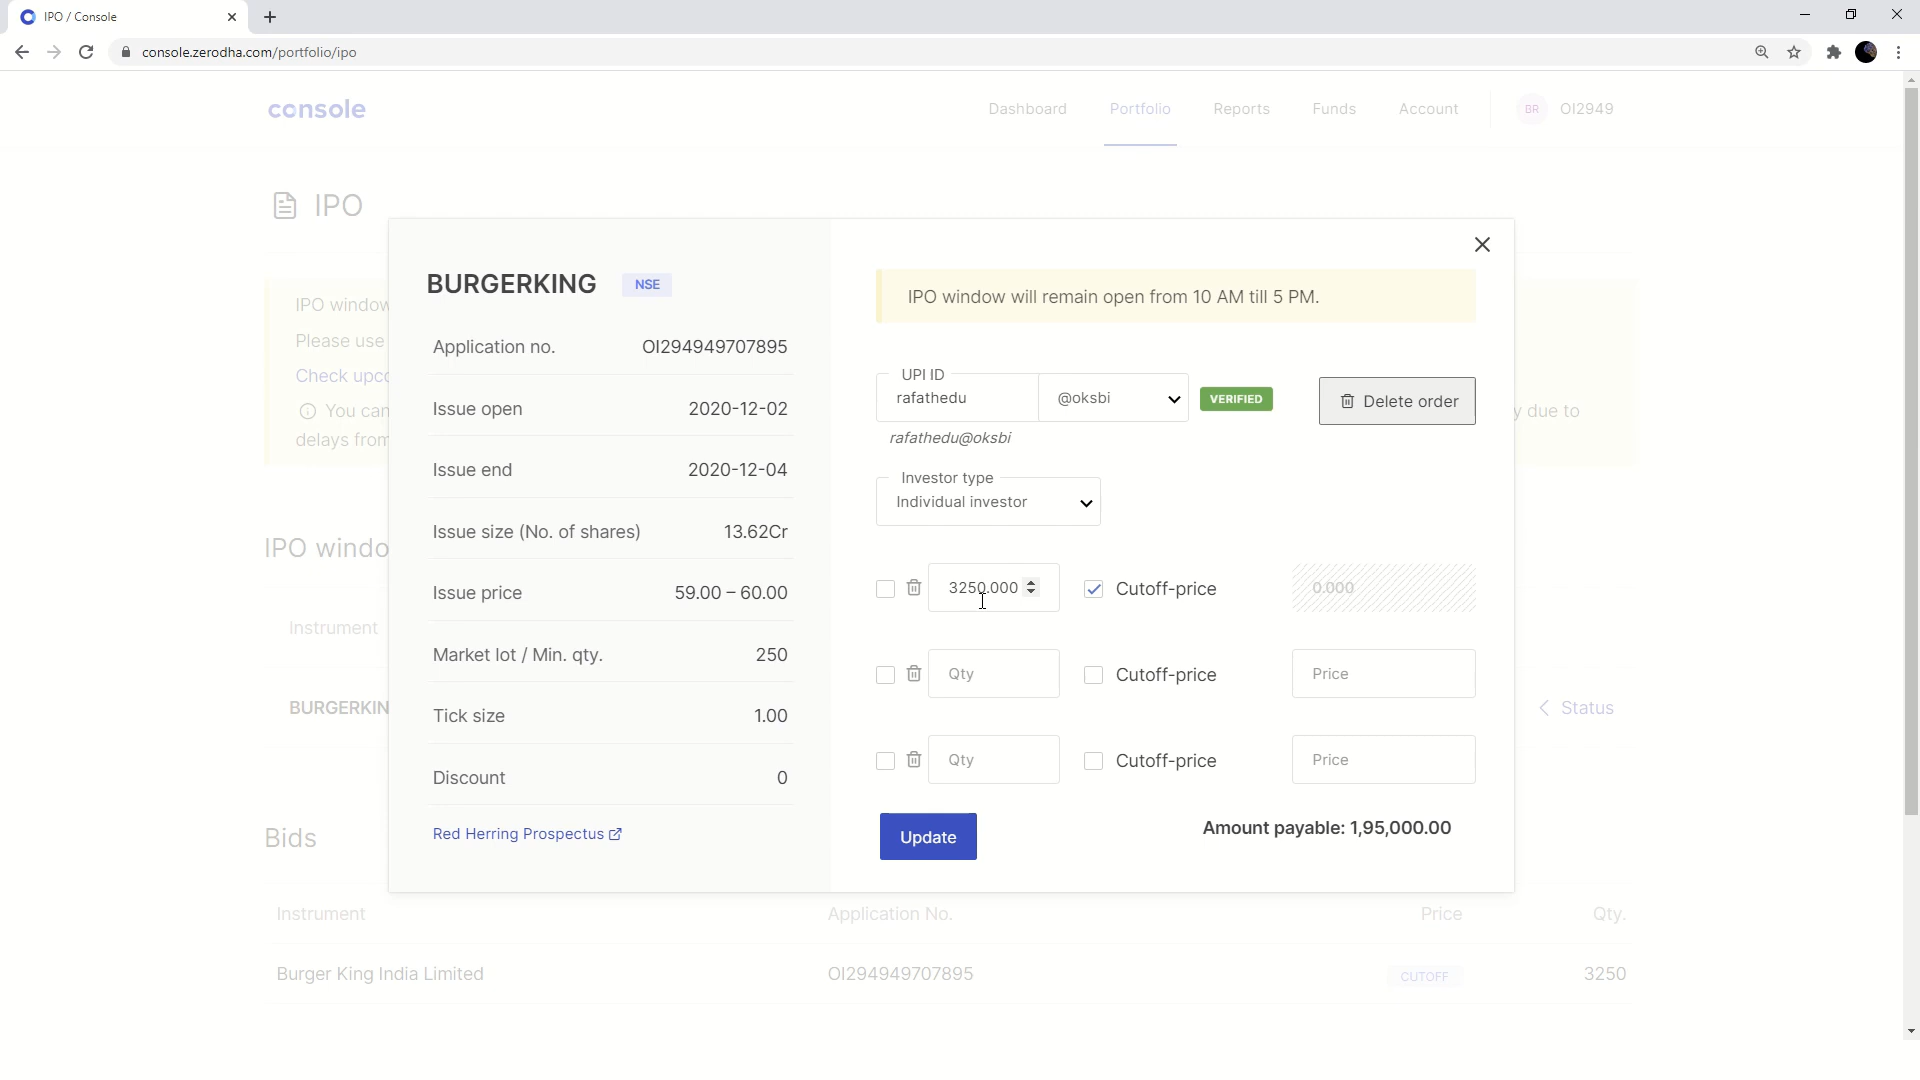 IPO / Console
console.zerodha.com/portfolio/ipo
console
Dashboard
Portfolio
Reports
Funds
Account
BR
OI2949
IPO
IPO window
Please use
Check upco
You can
delays from
y due to
IPO windo
Instrument
BURGERKIN
Status
BURGERKING
NSE
Application no. OI294949707895
Issue open 2020-12-02
Issue end 2020-12-04
Issue size (No. of shares) 13.62Cr
Issue price 59.00 – 60.00
Market lot / Min. qty. 250
Tick size 1.00
Discount 0
Red Herring Prospectus
IPO window will remain open from 10 AM till 5 PM.
UPI ID
rafathedu
@oksbi
VERIFIED
Delete order
rafathedu@oksbi
Investor type
Individual investor
3250.000 Cutoff-price 0.000
Qty Cutoff-price Price
Qty Cutoff-price Price
Update
Amount payable: 1,95,000.00
Bids
Instrument Application No. Price Qty.
Burger King India Limited OI294949707895 CUTOFF 3250